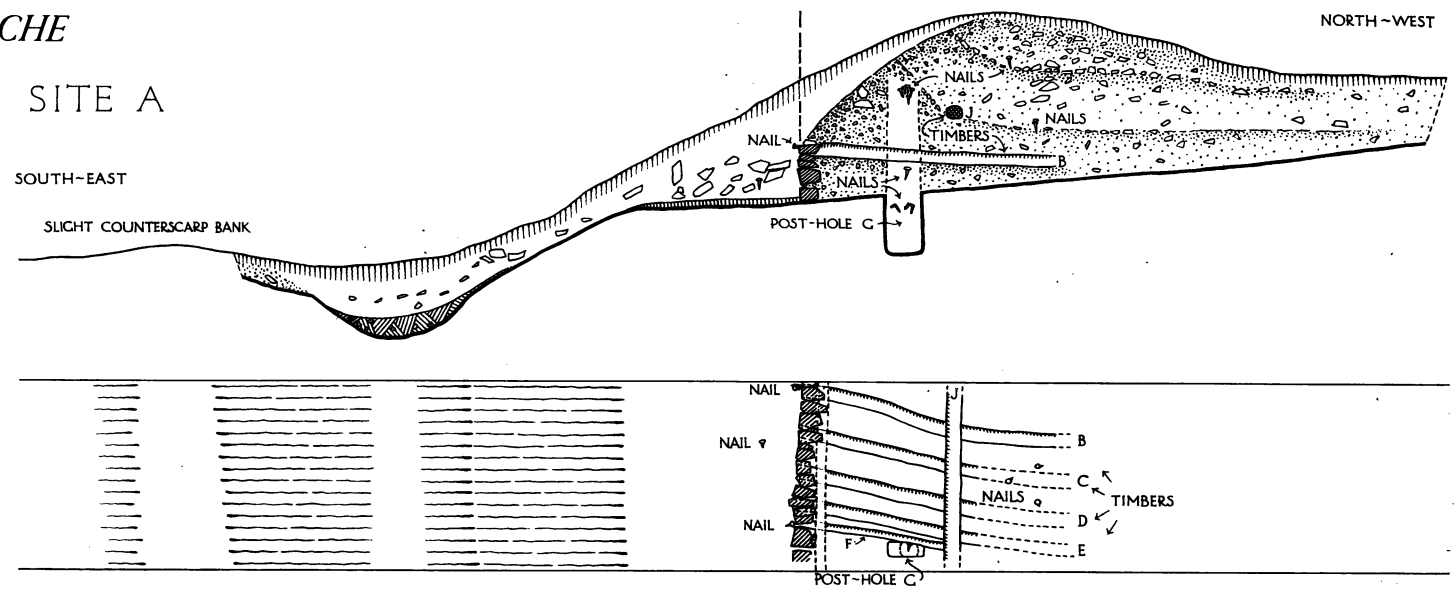 CHE
NORTH~WEST
SITE A
NAILS
J
NAILS
TIMBERS
NAIL
B
SOUTH~EAST
NAILS
SLIGHT COUNTERSCARP BANK
POST~HOLE G
NAIL
J
NAIL
B
C
NAILS
TIMBERS
D
NAIL
F
E
POST~HOLE G